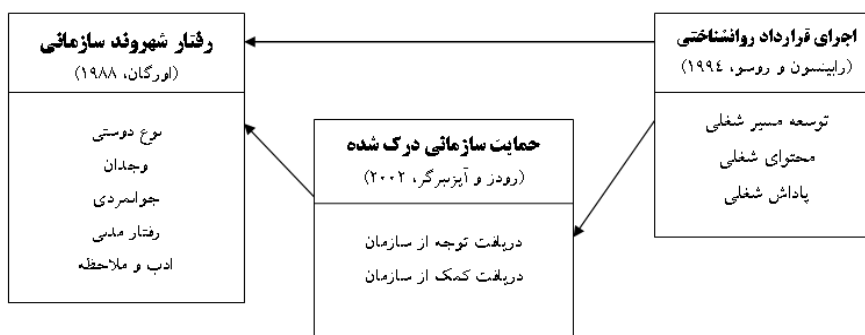 اجرای قرارداد روانشناختی
(رابینسون و روسو، ۱۹۹٤)
توسعه مسیر شغلی
محتوای شغلی
پاداش شغلی
حمایت سازمانی درک شده
(رودز و آیزنبرگر، ۲۰۰۲)
دریافت توجه از سازمان
دریافت کمک از سازمان
رفتار شهروند سازمانی
(اورگان، ۱۹۸۸)
نوع دوستی
وجدان
جوانمردی
رفتار مدنی
ادب و ملاحظه